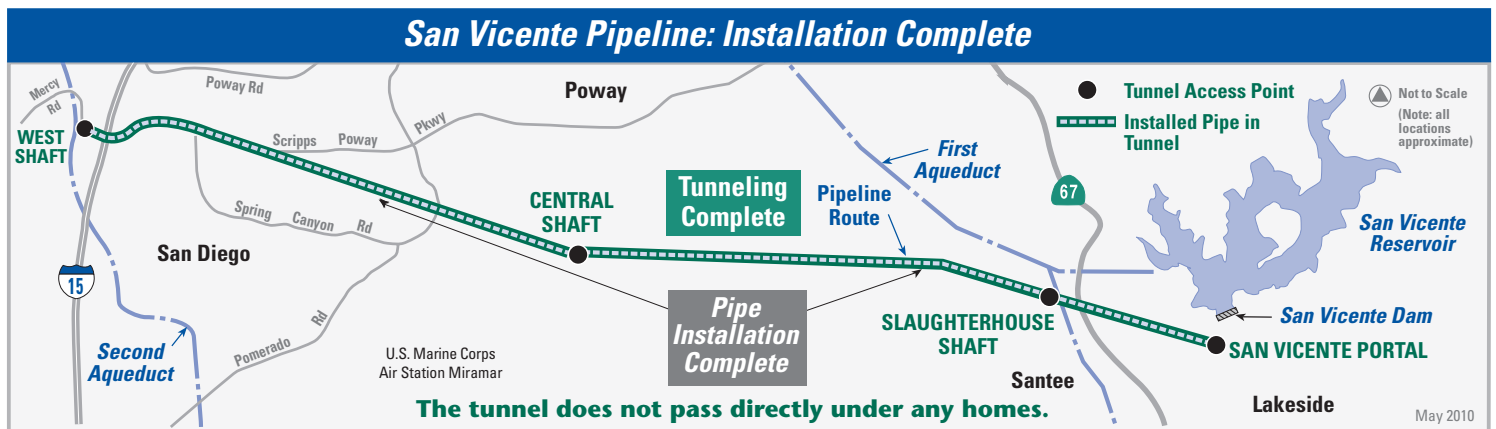 San Vicente Pipeline: Installation Complete
Mercy
Rd
Poway Rd
Poway
Tunnel Access Point
Installed Pipe in
Tunnel
Not to Scale
(Note: all
locations
approximate)
WEST
SHAFT
Scripps Poway Pkwy
First
Aqueduct
67
Tunneling
Complete
Pipeline
Route
CENTRAL
SHAFT
Spring Canyon Rd
San Vicente
Reservoir
San Diego
15
Pipe
Installation
Complete
SLAUGHTERHOUSE
SHAFT
San Vicente Dam
SAN VICENTE PORTAL
Second
Aqueduct
Pomerado Rd
U.S. Marine Corps
Air Station Miramar
Santee
Lakeside
The tunnel does not pass directly under any homes.
May 2010